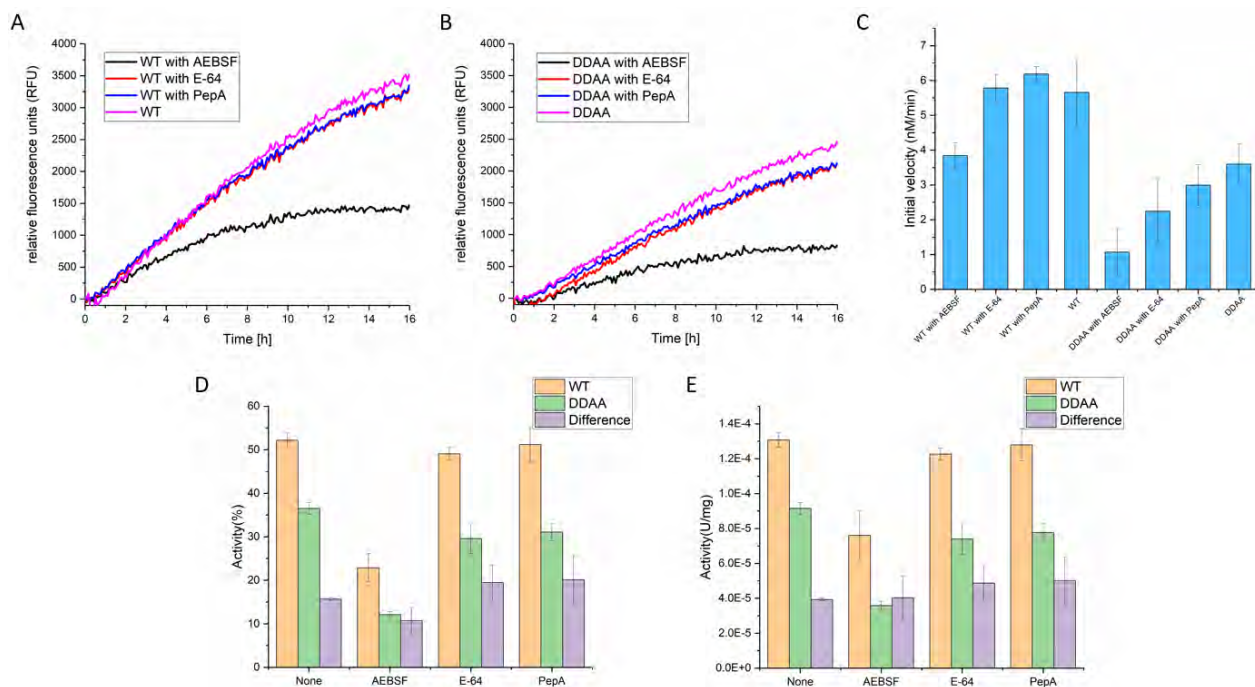 A
relative fluorescence units (RFU)
4000
3500
3000
2500
2000
1500
1000
500
0
WT with AEBSF
WT with E-64
WT with PepA
WT
0 2 4 6 8 10 12 14 16
Time [h]
B
relative fluorescence units (RFU)
4000
3500
3000
2500
2000
1500
1000
500
0
DDAA with AEBSF
DDAA with E-64
DDAA with PepA
DDAA
0 2 4 6 8 10 12 14 16
Time [h]
C
Initial velocity (nM/min)
7
6
5
4
3
2
1
0
WT with AEBSF
WT with E-64
WT with PepA
WT
DDAA with AEBSF
DDAA with E-64
DDAA with PepA
DDAA
D
WT
DDAA
Difference
Activity(%)
60
50
40
30
20
10
0
None AEBSF E-64 PepA
E
WT
DDAA
Difference
Activity(U/mg)
1.4E-4
1.2E-4
1.0E-4
8.0E-5
6.0E-5
4.0E-5
2.0E-5
0.0E+0
None AEBSF E-64 PepA